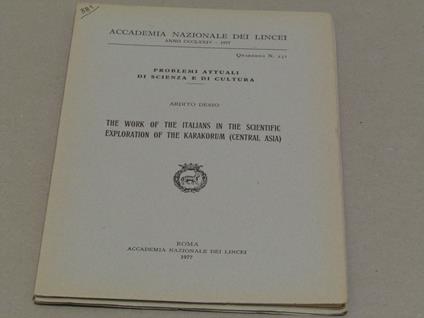 ACCADEMIA NAZIONALE DEI LINCEI
ANNO CCCLXXIV - 1977
QUADERNO N. 231
PROBLEMI ATTUALI
DI SCIENZA E DI CULTURA
ARDITO DESIO
THE WORK OF THE ITALIANS IN THE SCIENTIFIC
EXPLORATION OF THE KARAKORUM (CENTRAL ASIA)
ROMA
ACCADEMIA NAZIONALE DEI LINCEI
1977